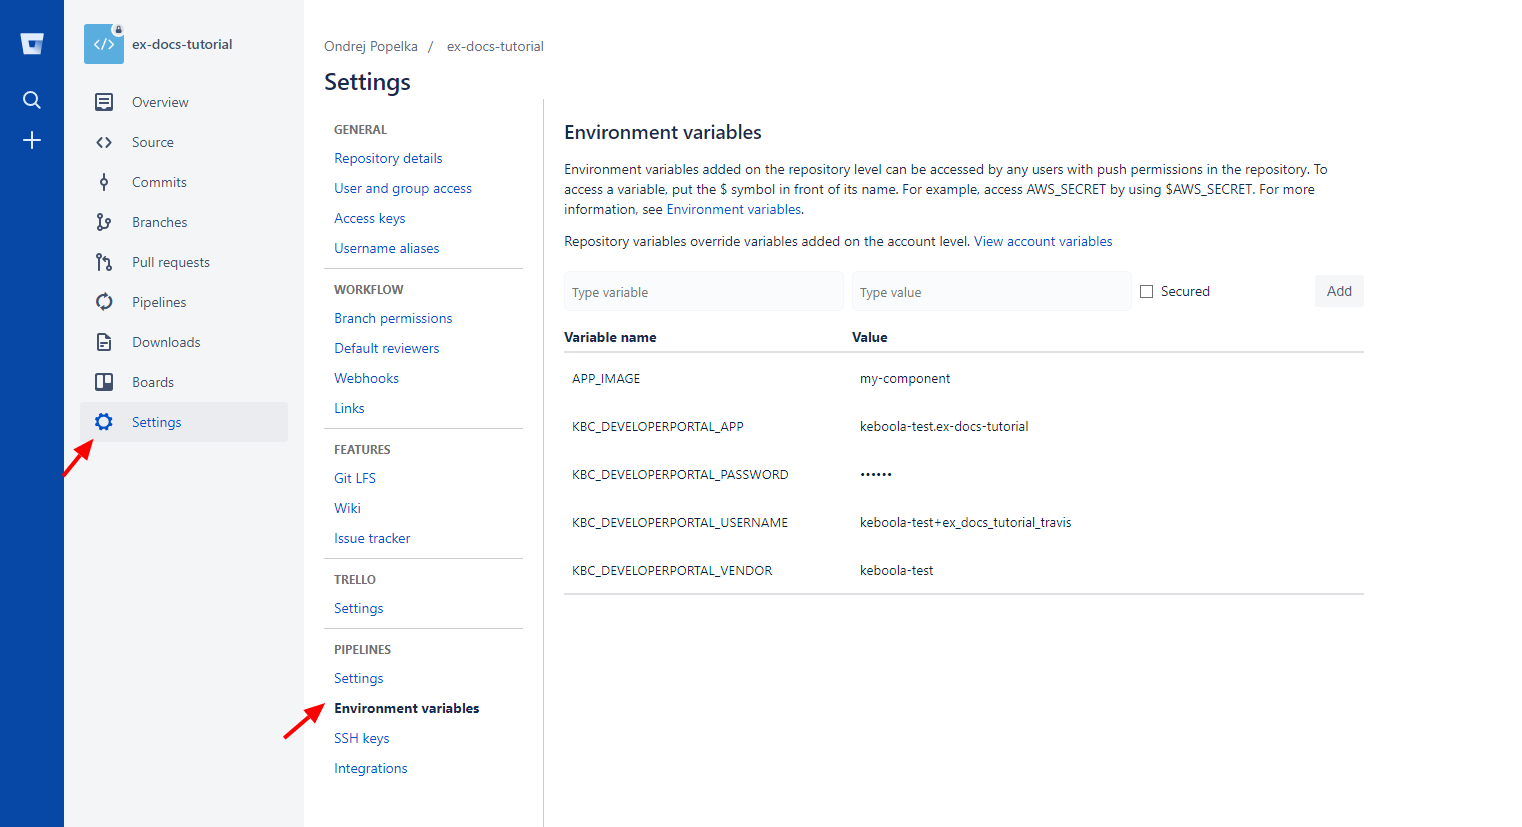 ex-docs-tutorial
Overview
Source
Commits
Branches
Pull requests
Pipelines
Downloads
Boards
Settings
Ondrej Popelka / ex-docs-tutorial
Settings
GENERAL
Repository details
User and group access
Access keys
Username aliases
WORKFLOW
Branch permissions
Default reviewers
Webhooks
Links
FEATURES
Git LFS
Wiki
Issue tracker
TRELLO
Settings
PIPELINES
Settings
Environment variables
SSH keys
Integrations
Environment variables
Environment variables added on the repository level can be accessed by any users with push permissions in the repository. To
access a variable, put the $ symbol in front of its name. For example, access AWS_SECRET by using $AWS_SECRET. For more
information, see Environment variables.
Repository variables override variables added on the account level. View account variables
Type variable Type value Secured Add
Variable name Value
APP_IMAGE my-component
KBC_DEVELOPERPORTAL_APP keboola-test.ex-docs-tutorial
KBC_DEVELOPERPORTAL_PASSWORD ••••••
KBC_DEVELOPERPORTAL_USERNAME keboola-test+ex_docs_tutorial_travis
KBC_DEVELOPERPORTAL_VENDOR keboola-test